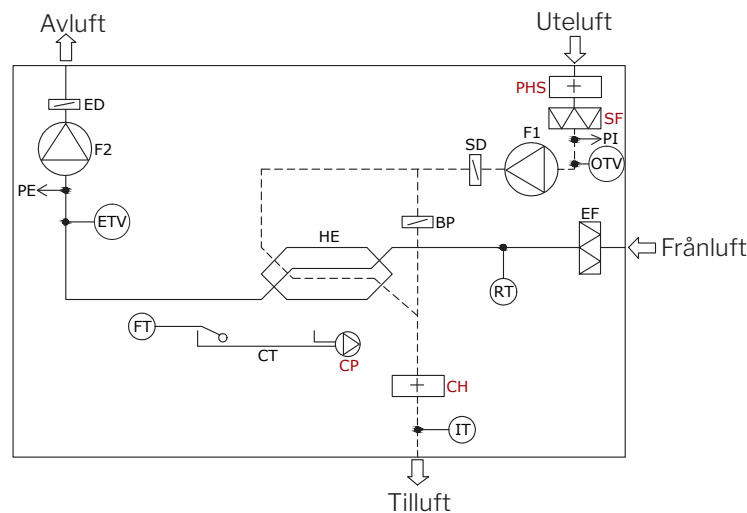 Avluft
Uteluft
ED
PHS
SF
F2
SD
F1
PI
OTV
PE
ETV
BP
EF
HE
Frånluft
RT
FT
CT
CP
CH
IT
Tilluft